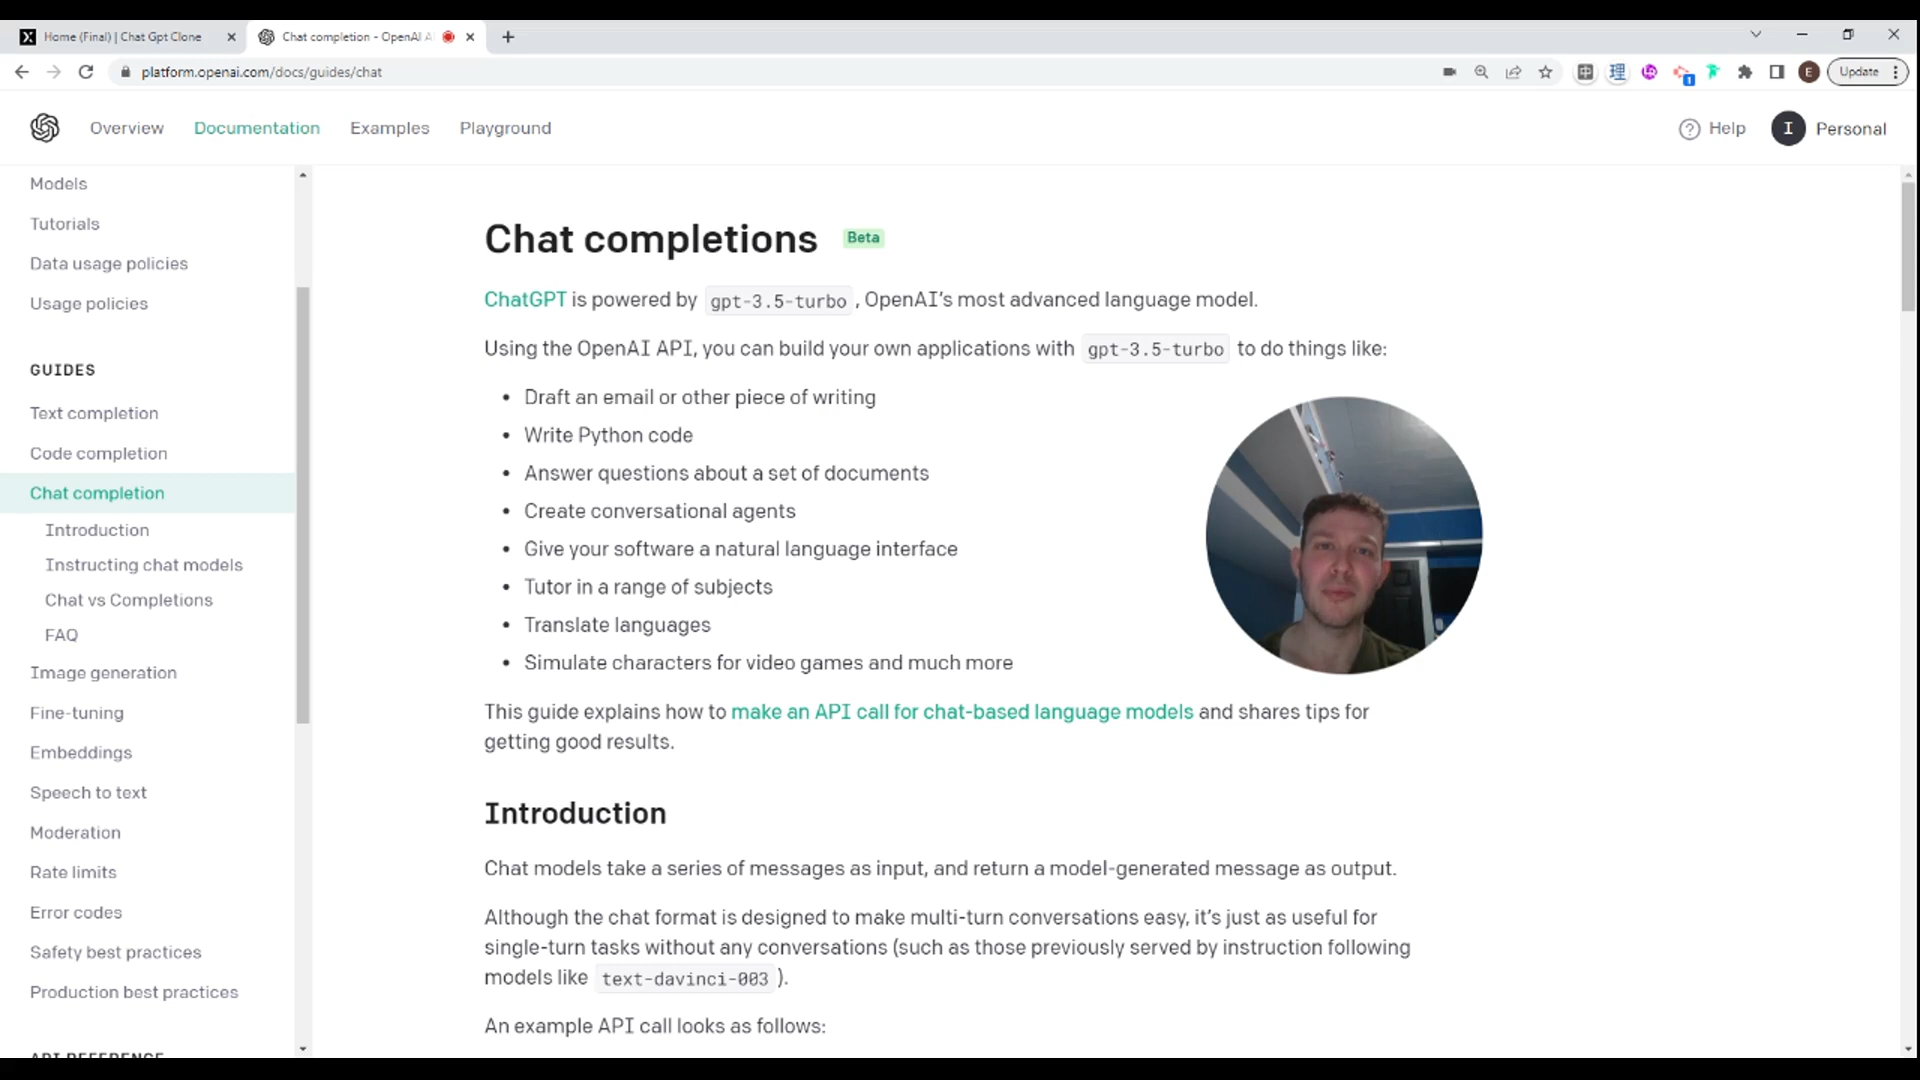 Home (Final) | Chat Gpt Clone
Chat completion - OpenAI A
platform.openai.com/docs/guides/chat
E
Update
Overview
Documentation
Examples
Playground
Help
I
Personal
Models
Tutorials
Data usage policies
Usage policies
GUIDES
Text completion
Code completion
Chat completion
Introduction
Instructing chat models
Chat vs Completions
FAQ
Image generation
Fine-tuning
Embeddings
Speech to text
Moderation
Rate limits
Error codes
Safety best practices
Production best practices
API REFERENCE
Chat completions Beta
ChatGPT is powered by gpt-3.5-turbo , OpenAI's most advanced language model.
Using the OpenAI API, you can build your own applications with gpt-3.5-turbo to do things like:
• Draft an email or other piece of writing
• Write Python code
• Answer questions about a set of documents
• Create conversational agents
• Give your software a natural language interface
• Tutor in a range of subjects
• Translate languages
• Simulate characters for video games and much more
This guide explains how to make an API call for chat-based language models and shares tips for
getting good results.
Introduction
Chat models take a series of messages as input, and return a model-generated message as output.
Although the chat format is designed to make multi-turn conversations easy, it's just as useful for
single-turn tasks without any conversations (such as those previously served by instruction following
models like text-davinci-003 ).
An example API call looks as follows: